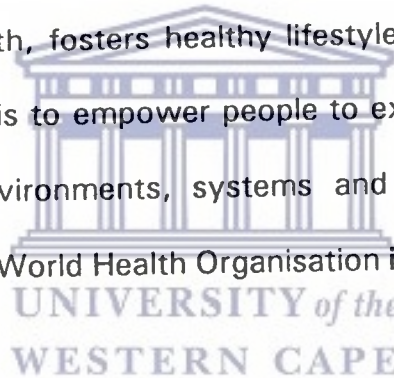 th, fosters healthy lifestyle
is to empower people to ex
vironments, systems and
World Health Organisation i
UNIVERSITY of the
WESTERN CAPE